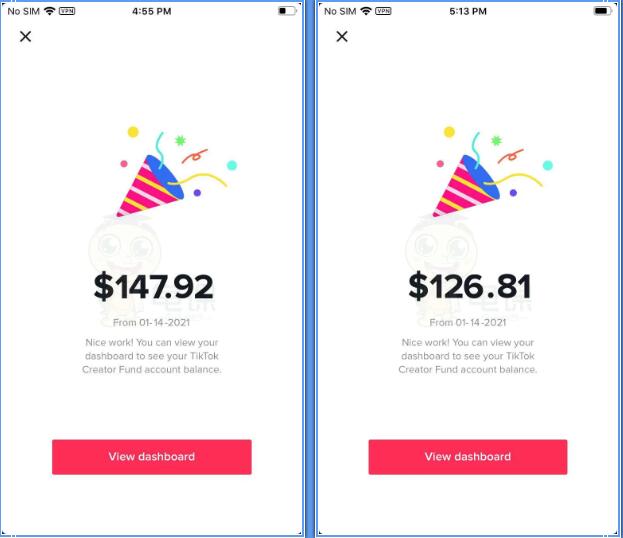 No SIM VPN 4:55 PM
$147.92
From 01-14-2021
Nice work! You can view your
dashboard to see your TikTok
Creator Fund account balance.
View dashboard
No SIM VPN 5:13 PM
$126.81
From 01-14-2021
Nice work! You can view your
dashboard to see your TikTok
Creator Fund account balance.
View dashboard